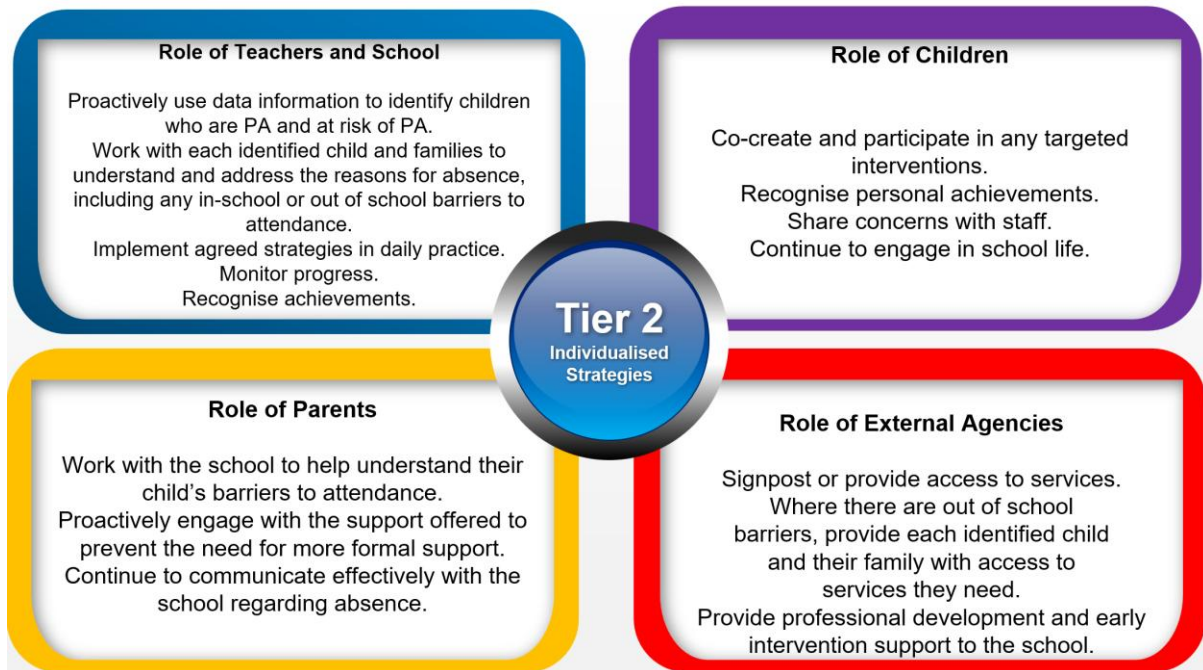 Role of Teachers and School
Proactively use data information to identify children
who are PA and at risk of PA.
Work with each identified child and families to
understand and address the reasons for absence,
including any in-school or out of school barriers to
attendance.
Implement agreed strategies in daily practice.
Monitor progress.
Recognise achievements.
Role of Children
Co-create and participate in any targeted
interventions.
Recognise personal achievements.
Share concerns with staff.
Continue to engage in school life.
Tier 2
Individualised
Strategies
Role of Parents
Work with the school to help understand their
child’s barriers to attendance.
Proactively engage with the support offered to
prevent the need for more formal support.
Continue to communicate effectively with the
school regarding absence.
Role of External Agencies
Signpost or provide access to services.
Where there are out of school
barriers, provide each identified child
and their family with access to
services they need.
Provide professional development and early
intervention support to the school.